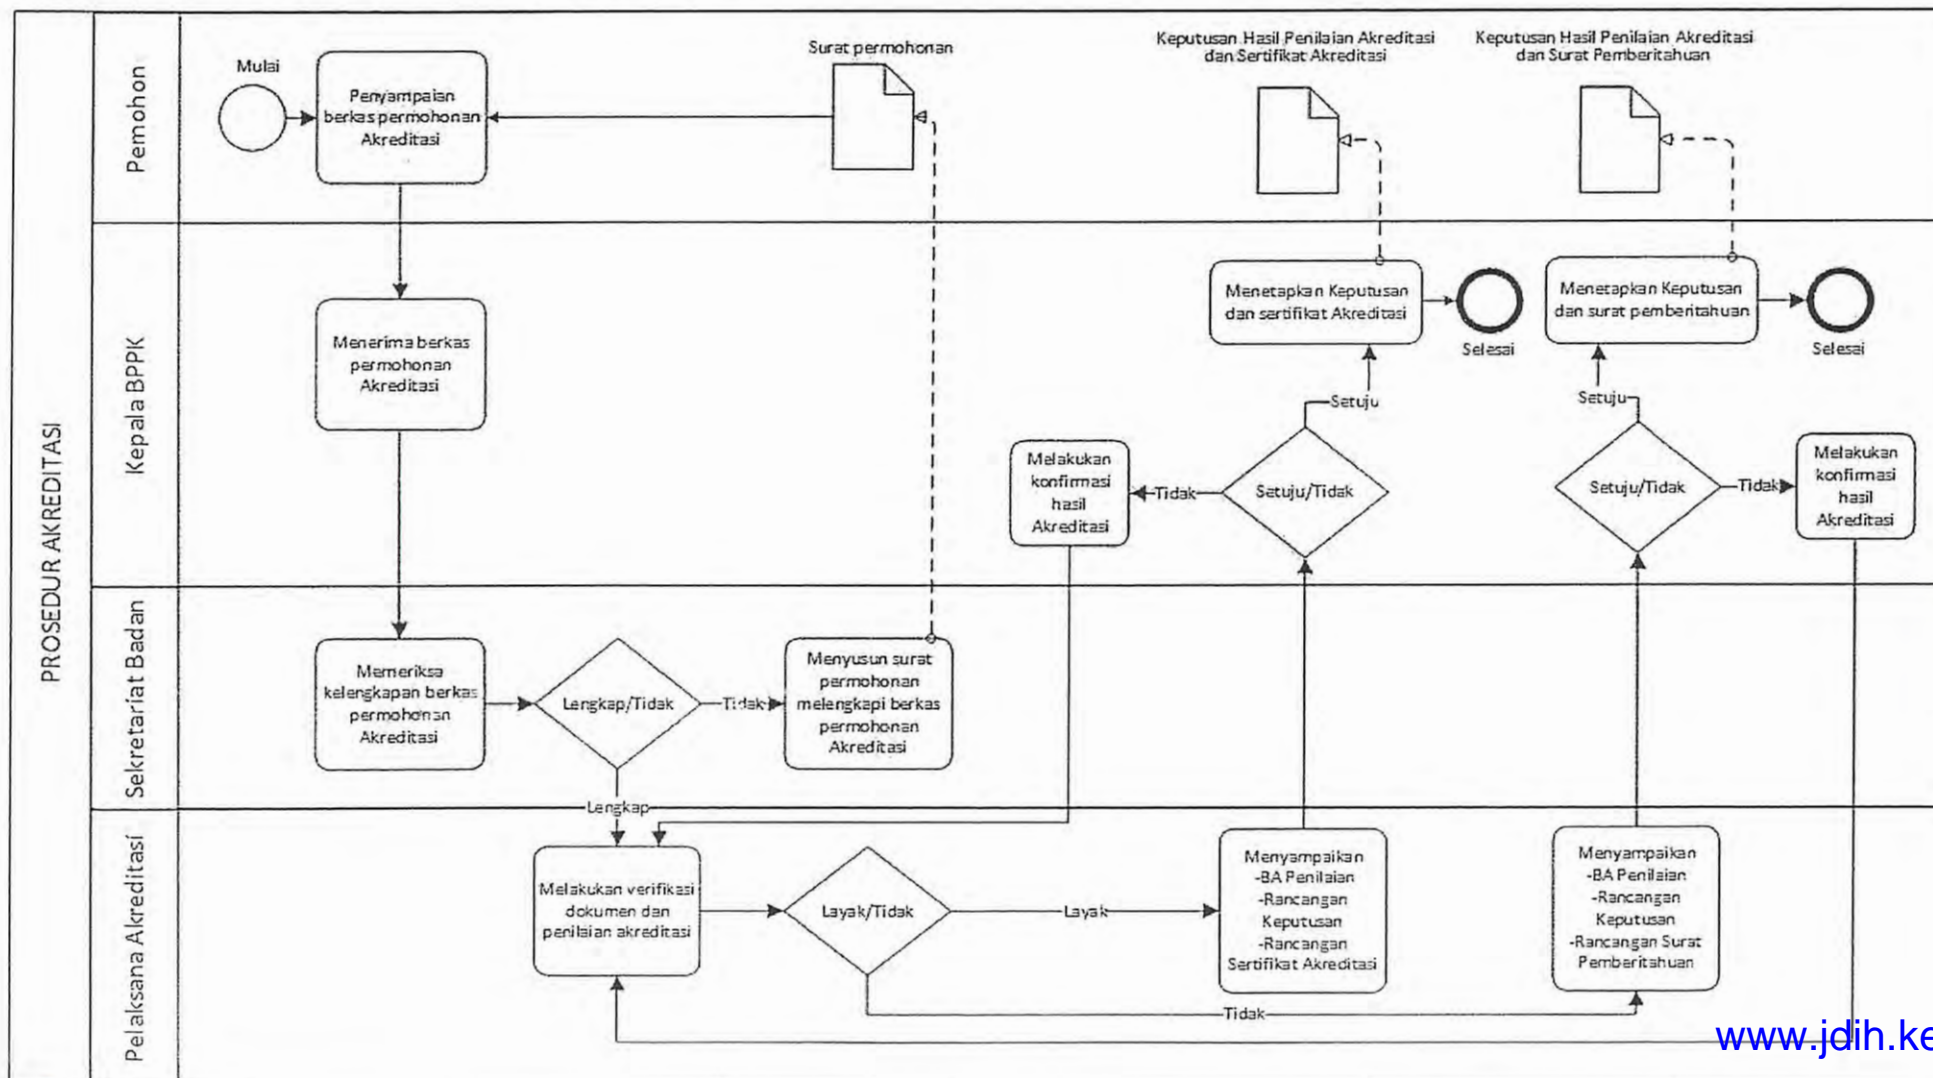 PROSEDUR AKREDITASI
Pemohon
Mulai
Penyampaian
berkas permohonan
Akreditasi
Surat permohonan
Keputusan Hasil Penilaian Akreditasi
dan Sertifikat Akreditasi
Keputusan Hasil Penilaian Akreditasi
dan Surat Pemberitahuan
Kepala BPPK
Menerima berkas
permohonan
Akreditasi
Menetapkan Keputusan
dan sertifikat Akreditasi
Selesai
Menetapkan Keputusan
dan surat pemberitahuan
Selesai
Setuju
Setuju
Melakukan
konfirmasi
hasil
Akreditasi
Tidak
Setuju/Tidak
Setuju/Tidak
Tidak
Melakukan
konfirmasi
hasil
Akreditasi
Sekretariat Badan
Memeriksa
kelengkapan berkas
permohonan
Akreditasi
Lengkap/Tidak
Tidak
Menyusun surat
permohonan
melengkapi berkas
permohonan
Akreditasi
Lengkap
Pelaksana Akreditasi
Melakukan verifikasi
dokumen dan
penilaian akreditasi
Layak/Tidak
Layak
Menyampaikan
-BA Penilaian
-Rancangan
Keputusan
-Rancangan
Sertifikat Akreditasi
Menyampaikan
-BA Penilaian
-Rancangan
Keputusan
-Rancangan Surat
Pemberitahuan
Tidak
www.jdih.ke